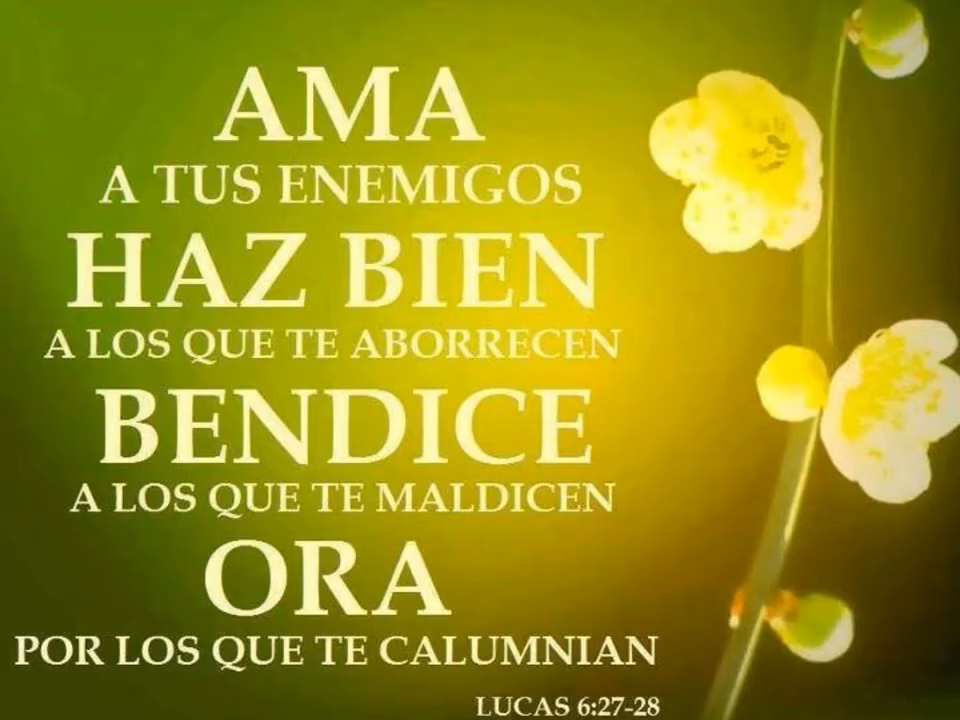 AMA
A TUS ENEMIGOS
HAZ BIEN
A LOS QUE TE ABORRECEN
BENDICE
A LOS QUE TE MALDICEN
ORA
POR LOS QUE TE CALUMNIAN
LUCAS 6:27-28